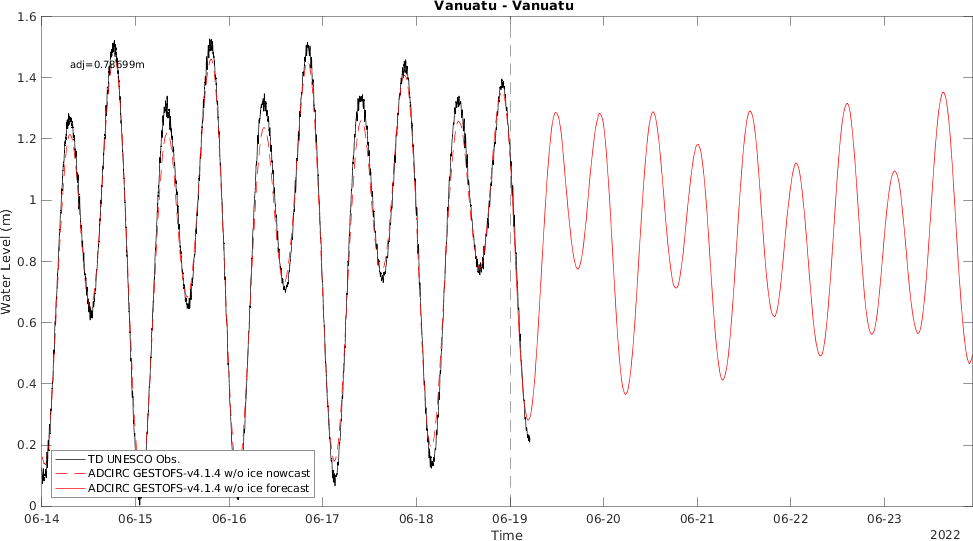 Vanuatu - Vanuatu
1.6
1.4
1.2
1
0.8
0.6
0.4
0.2
0
Water Level (m)
TD UNESCO Obs.
ADCIRC GESTOFS-v4.1.4 w/o ice nowcast
ADCIRC GESTOFS-v4.1.4 w/o ice forecast
06-14 06-15 06-16 06-17 06-18 06-19 06-20 06-21 06-22 06-23
Time
2022